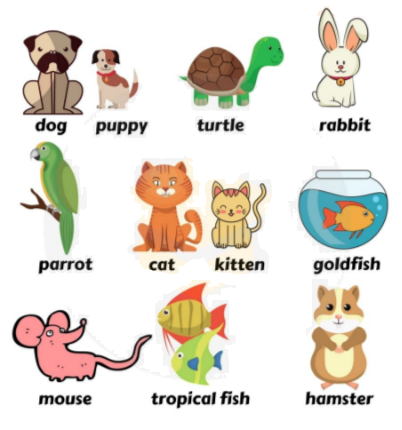 dog puppy turtle rabbit
parrot cat kitten goldfish
mouse tropical fish hamster